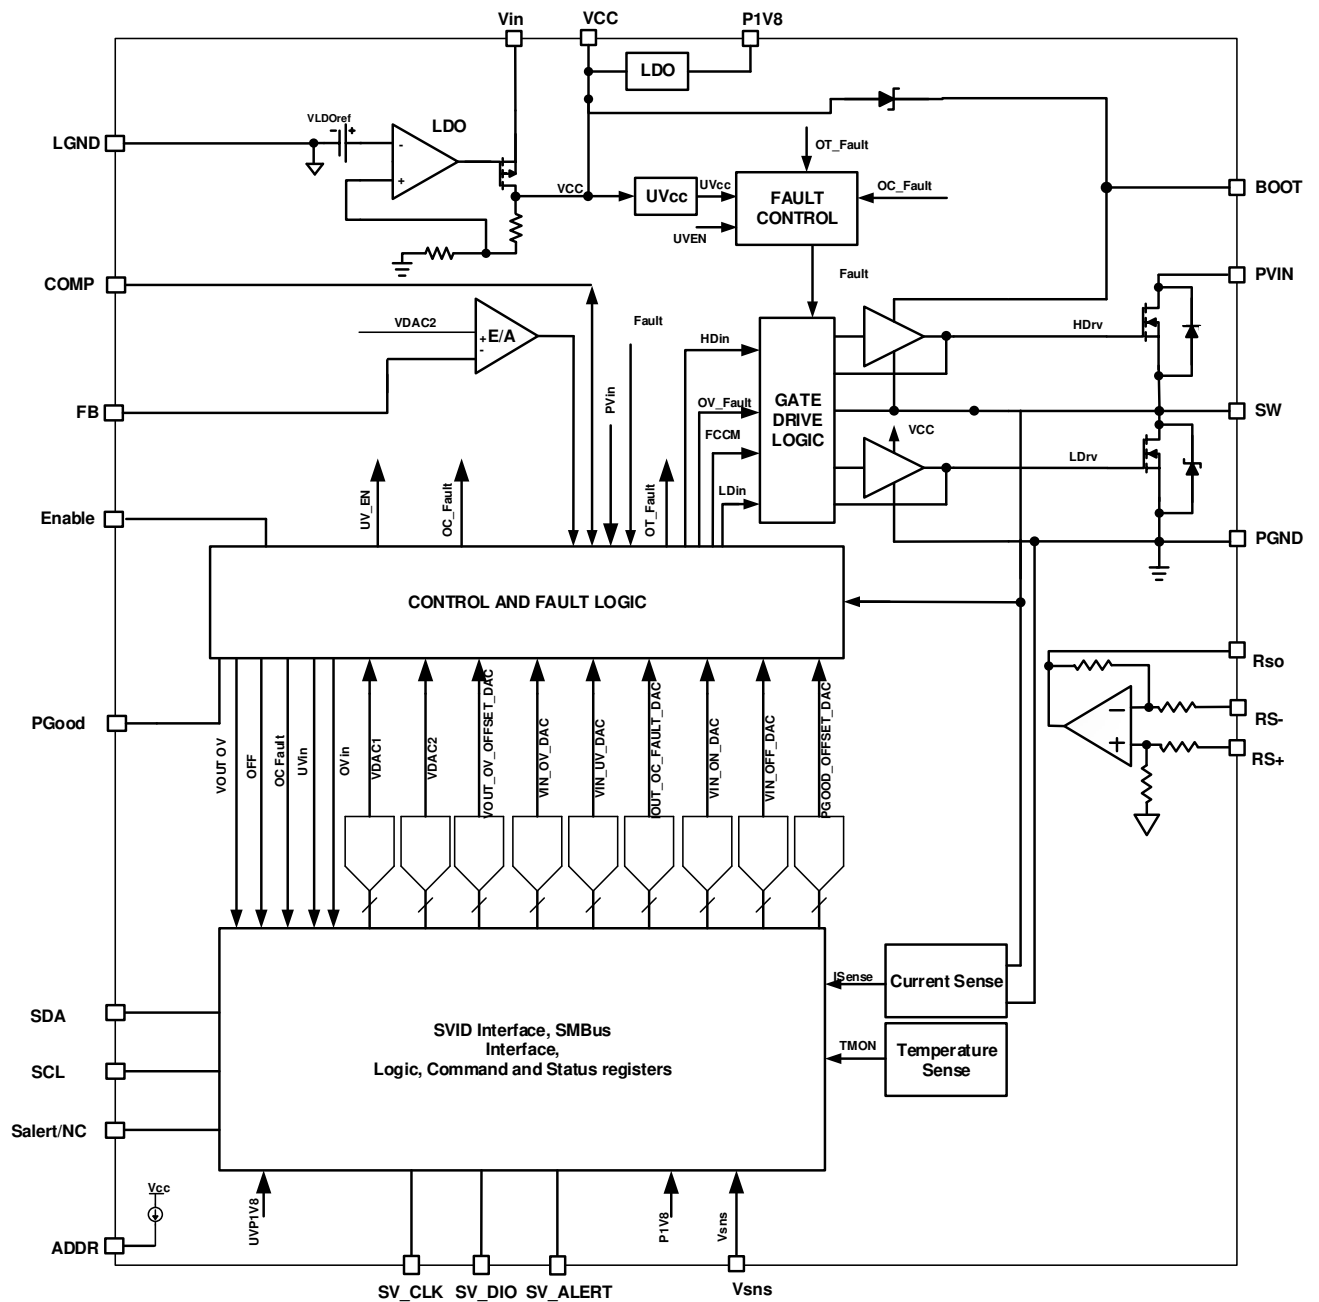 Vin
VCC
P1V8
LDO
LGND
VLDOref
- +
LDO
-
+
VCC
UVcc
UVcc
UVEN
OT_Fault
FAULT
CONTROL
OC_Fault
BOOT
Fault
PVIN
COMP
VDAC2
+
E/A
-
Fault
HDin
HDrv
PVin
FB
OV_Fault
FCCM
GATE
DRIVE
LOGIC
VCC
SW
LDrv
LDin
UV_EN
OC_Fault
OT_Fault
Enable
PGND
CONTROL AND FAULT LOGIC
Rso
RS-
RS+
−
+
PGood
VOUT OV
OFF
OC Fault
UVin
OVin
VDAC1
VDAC2
VOUT_OV_OFFSET_DAC
VIN_OV_DAC
VIN_UV_DAC
IOUT_OC_FAULT_DAC
VIN_ON_DAC
VIN_OFF_DAC
PGOOD_OFFSET_DAC
ISense
Current Sense
TMON
Temperature
Sense
SVID Interface, SMBus
Interface,
Logic, Command and Status registers
SDA
SCL
Salert/NC
Vcc
ADDR
UVP1V8
P1V8
Vsns
SV_CLK
SV_DIO
SV_ALERT
Vsns